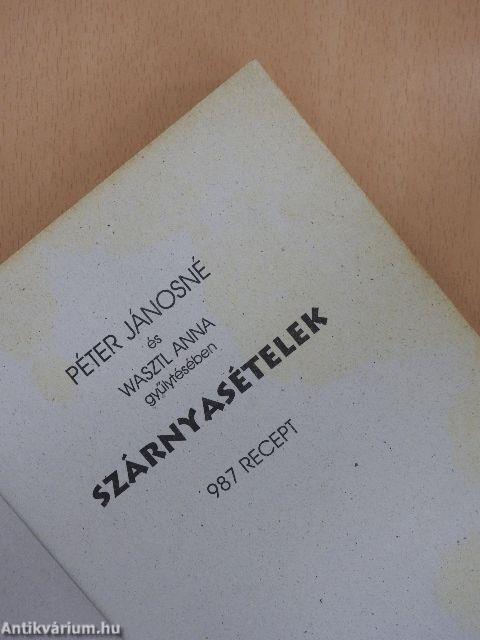 PÉTER JÁNOSNÉ
és
WASZTL ANNA
gyűjtésében
SZÁRNYASÉTELEK
987 RECEPT
Antikvárium.hu